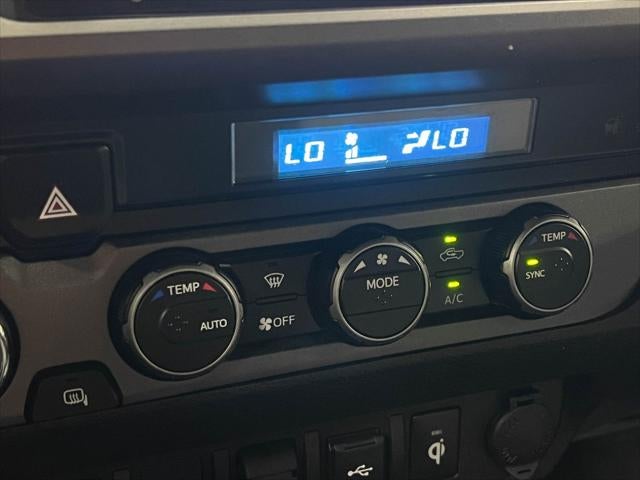 LO LO
TEMP
AUTO
OFF
MODE
A/C
TEMP
SYNC